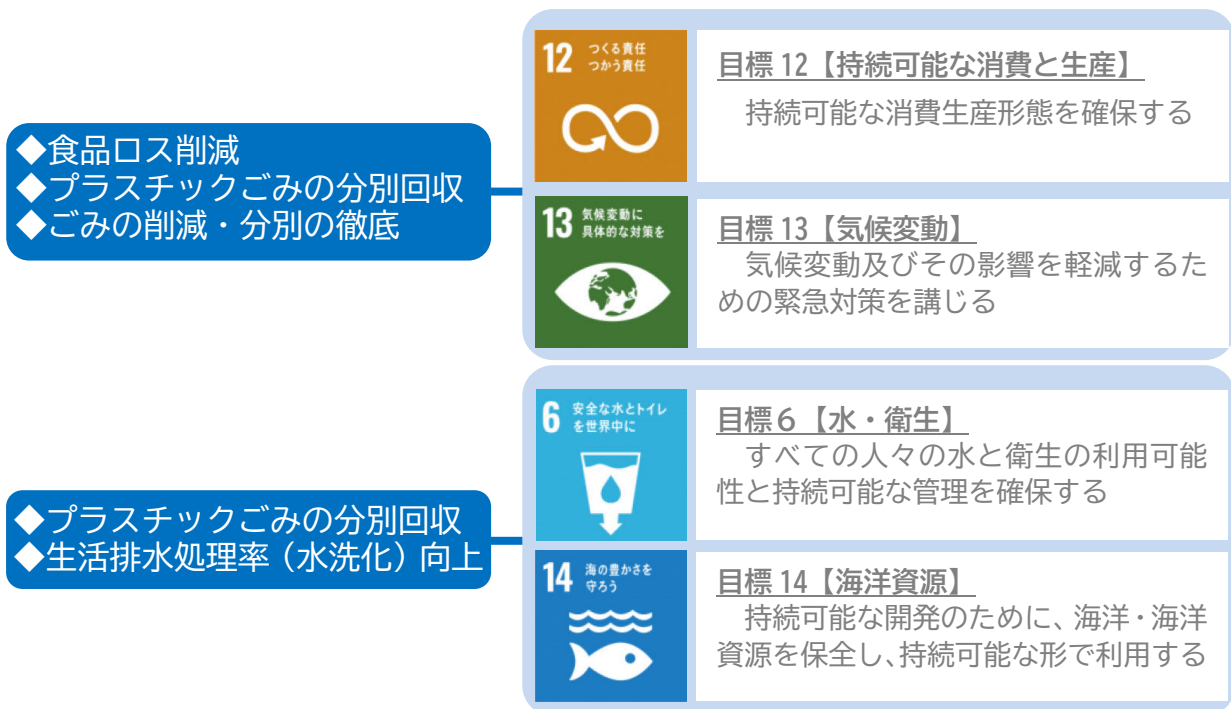 ◆食品ロス削減
◆プラスチックごみの分別回収
◆ごみの削減・分別の徹底
12 つくる責任
つかう責任
目標 12【持続可能な消費と生産】
持続可能な消費生産形態を確保する
13 気候変動に
具体的な対策を
目標 13【気候変動】
気候変動及びその影響を軽減するた
めの緊急対策を講じる
◆プラスチックごみの分別回収
◆生活排水処理率（水洗化）向上
6 安全な水とトイレ
を世界中に
目標６【水・衛生】
すべての人々の水と衛生の利用可能
性と持続可能な管理を確保する
14 海の豊かさを
守ろう
目標 14【海洋資源】
持続可能な開発のために、海洋・海洋
資源を保全し、持続可能な形で利用する